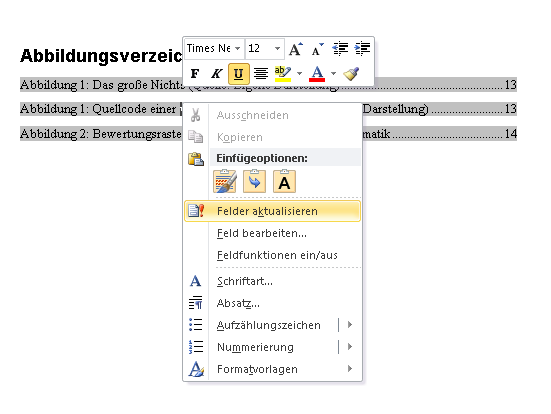 Times Ne 12 A A
Abbildungsverzeic
F K U ab A
Abbildung 1: Das große Nichts (Quelle: Eigene Darstellung) 13
Abbildung 1: Quellcode einer Darstellung) 13
Abbildung 2: Bewertungsraste matik 14
Ausschneiden
Kopieren
Einfügeoptionen:
A
Felder aktualisieren
Feld bearbeiten...
Feldfunktionen ein/aus
A Schriftart...
Absatz...
Aufzählungszeichen
Nummerierung
Formatvorlagen